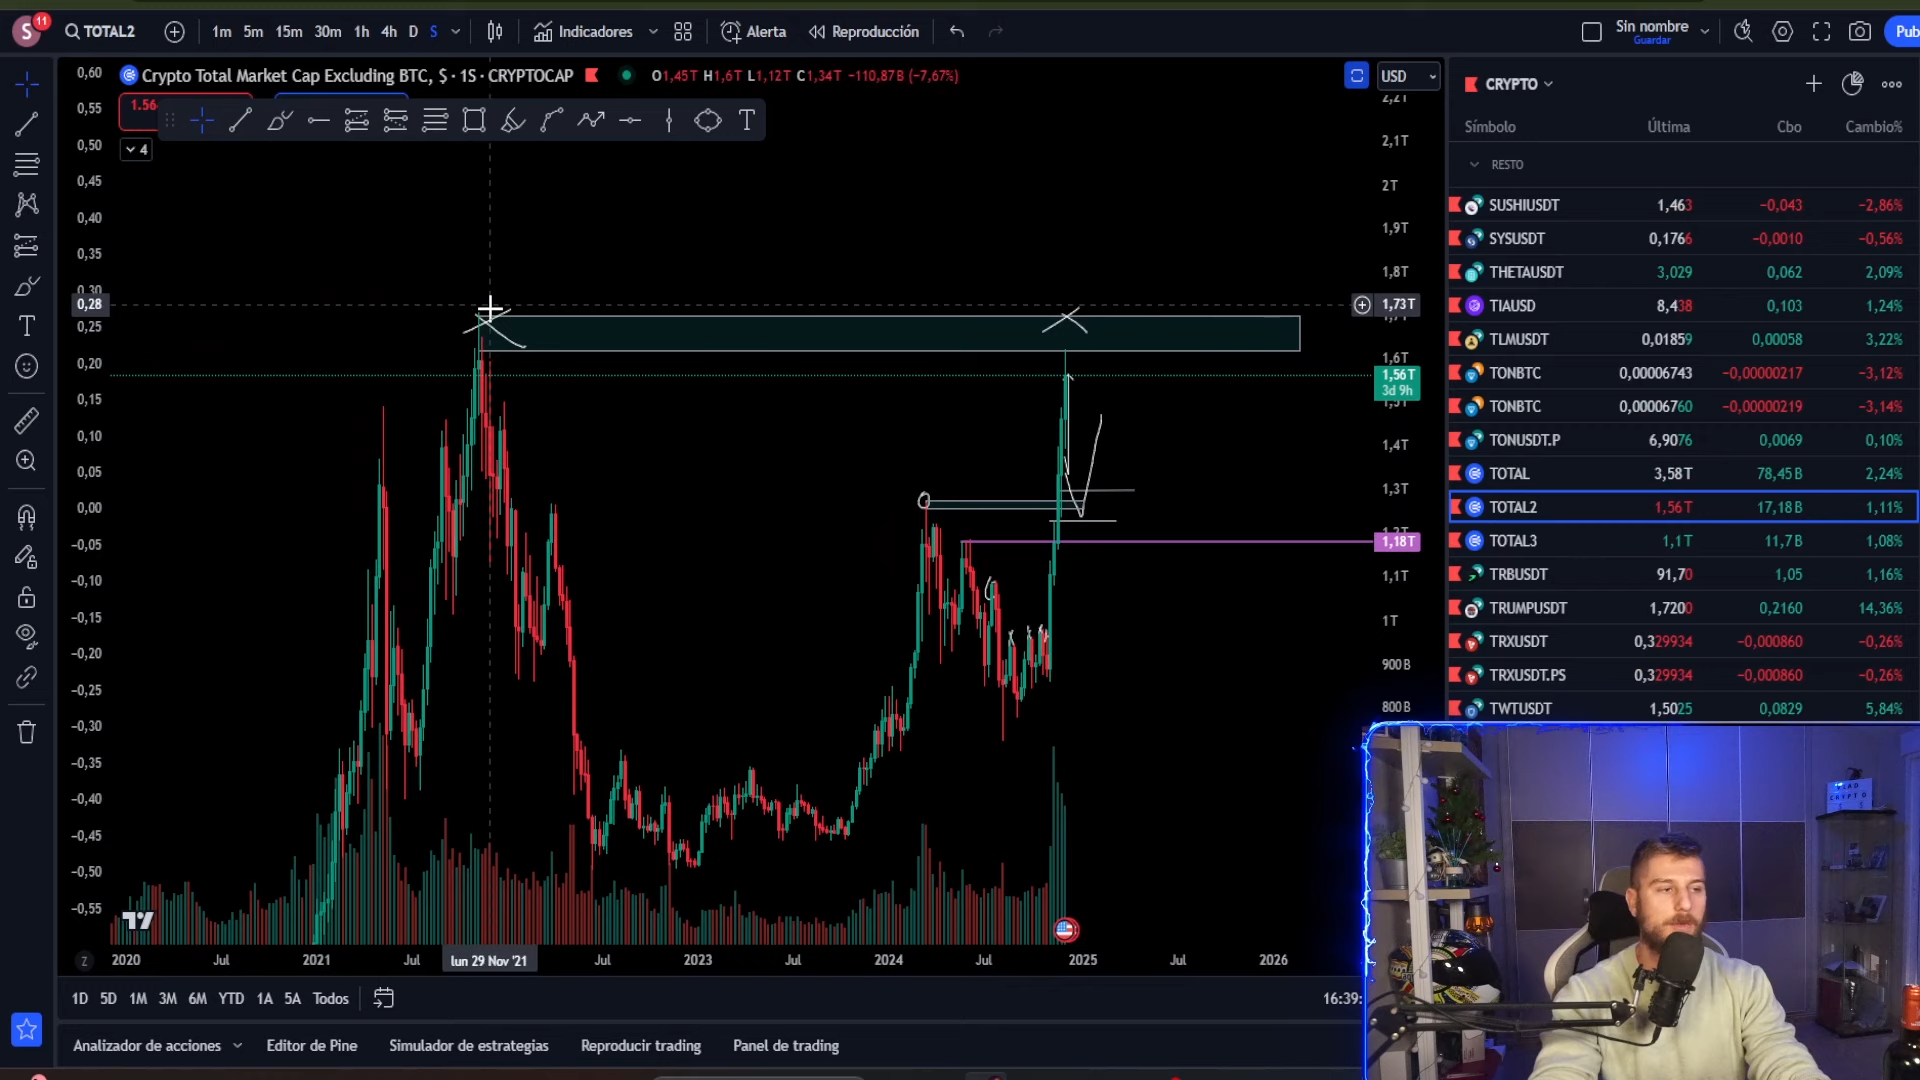 S 11 TOTAL2 1m 5m 15m 30m 1h 4h D S Indicadores Alerta Reproducción Sin nombre Guardar Pub
Crypto Total Market Cap Excluding BTC, $ · 1S · CRYPTOCAP O1,45T H1,6T L1,12T C1,34T −110,87B (−7,67%) USD
1.56
T
4
0,60
0,55
0,50
0,45
0,40
0,35
0,30
0,28
0,25
0,20
0,15
0,10
0,05
0,00
−0,05
−0,10
−0,15
−0,20
−0,25
−0,30
−0,35
−0,40
−0,45
−0,50
−0,55
2,1T
2T
1,9T
1,8T
1,73T
1,6T
1,56T
3d 9h
1,4T
1,3T
1,18T
1,1T
1T
900B
800B
Z 2020 Jul 2021 Jul lun 29 Nov '21 Jul 2023 Jul 2024 Jul 2025 Jul 2026
1D 5D 1M 3M 6M YTD 1A 5A Todos 16:39:
Analizador de acciones Editor de Pine Simulador de estrategias Reproducir trading Panel de trading
CRYPTO
Símbolo Última Cbo Cambio%
RESTO
SUSHIUSDT 1,463 −0,043 −2,86%
SYSUSDT 0,1766 −0,0010 −0,56%
THETAUSDT 3,029 0,062 2,09%
TIAUSD 8,438 0,103 1,24%
TLMUSDT 0,01859 0,00058 3,22%
TONBTC 0,00006743 −0,00000217 −3,12%
TONBTC 0,00006760 −0,00000219 −3,14%
TONUSDT.P 6,9076 0,0069 0,10%
TOTAL 3,58T 78,45B 2,24%
TOTAL2 1,56T 17,18B 1,11%
TOTAL3 1,1T 11,7B 1,08%
TRBUSDT 91,70 1,05 1,16%
TRUMPUSDT 1,7200 0,2160 14,36%
TRXUSDT 0,329934 −0,000860 −0,26%
TRXUSDT.PS 0,329934 −0,000860 −0,26%
TWTUSDT 1,5025 0,0829 5,84%
CRYPTO